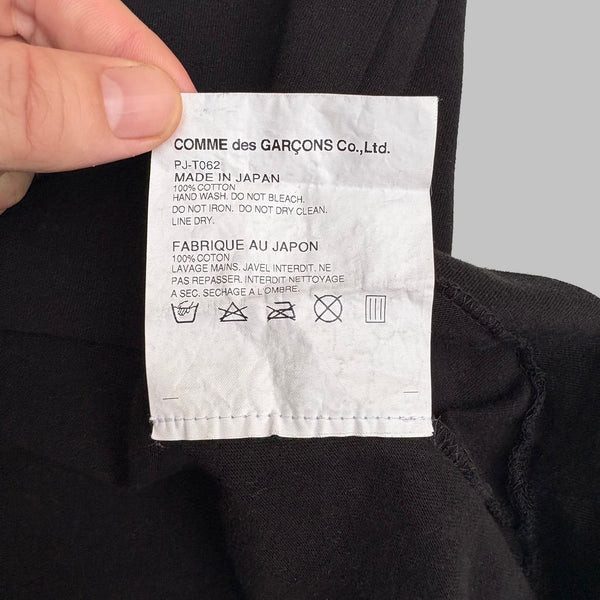 COMME des GARÇONS Co.,Ltd.
PJ-T062
MADE IN JAPAN
100% COTTON
HAND WASH. DO NOT BLEACH.
DO NOT IRON. DO NOT DRY CLEAN.
LINE DRY.
FABRIQUE AU JAPON
100% COTON
LAVAGE MAINS. JAVEL INTERDIT. NE
PAS REPASSER. INTERDIT NETTOYAGE
A SEC. SECHAGE A L'OMBRE.